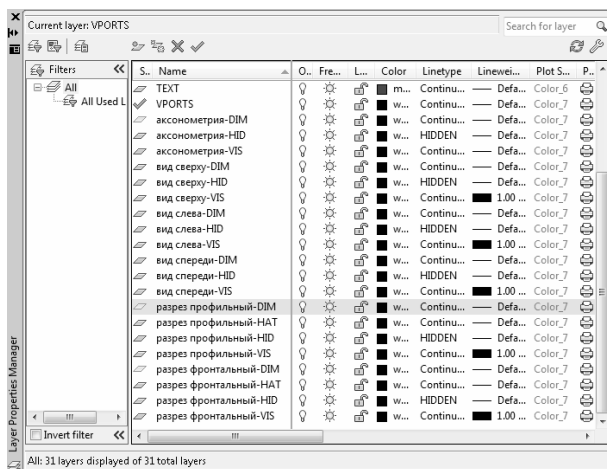 Current layer: VPORTS
Search for layer
Filters
All
All Used L
Invert filter
S.. Name O.. Fre... L... Color Linetype Linewei... Plot S... P..
TEXT m... Continu... Defa... Color_6
VPORTS w... Continu... Defa... Color_7
аксонометрия-DIM w... Continu... Defa... Color_7
аксонометрия-HID w... HIDDEN Defa... Color_7
аксонометрия-VIS w... Continu... Defa... Color_7
вид сверху-DIM w... Continu... Defa... Color_7
вид сверху-HID w... HIDDEN Defa... Color_7
вид сверху-VIS w... Continu... 1.00 ... Color_7
вид слева-DIM w... Continu... Defa... Color_7
вид слева-HID w... HIDDEN Defa... Color_7
вид слева-VIS w... Continu... 1.00 ... Color_7
вид спереди-DIM w... Continu... Defa... Color_7
вид спереди-HID w... HIDDEN Defa... Color_7
вид спереди-VIS w... Continu... 1.00 ... Color_7
разрез профильный-DIM w... Continu... Defa... Color_7
разрез профильный-HAT w... Continu... Defa... Color_7
разрез профильный-HID w... HIDDEN Defa... Color_7
разрез профильный-VIS w... Continu... 1.00 ... Color_7
разрез фронтальный-DIM w... Continu... Defa... Color_7
разрез фронтальный-HAT w... Continu... Defa... Color_7
разрез фронтальный-HID w... HIDDEN Defa... Color_7
разрез фронтальный-VIS w... Continu... 1.00 ... Color_7
Layer Properties Manager
All: 31 layers displayed of 31 total layers